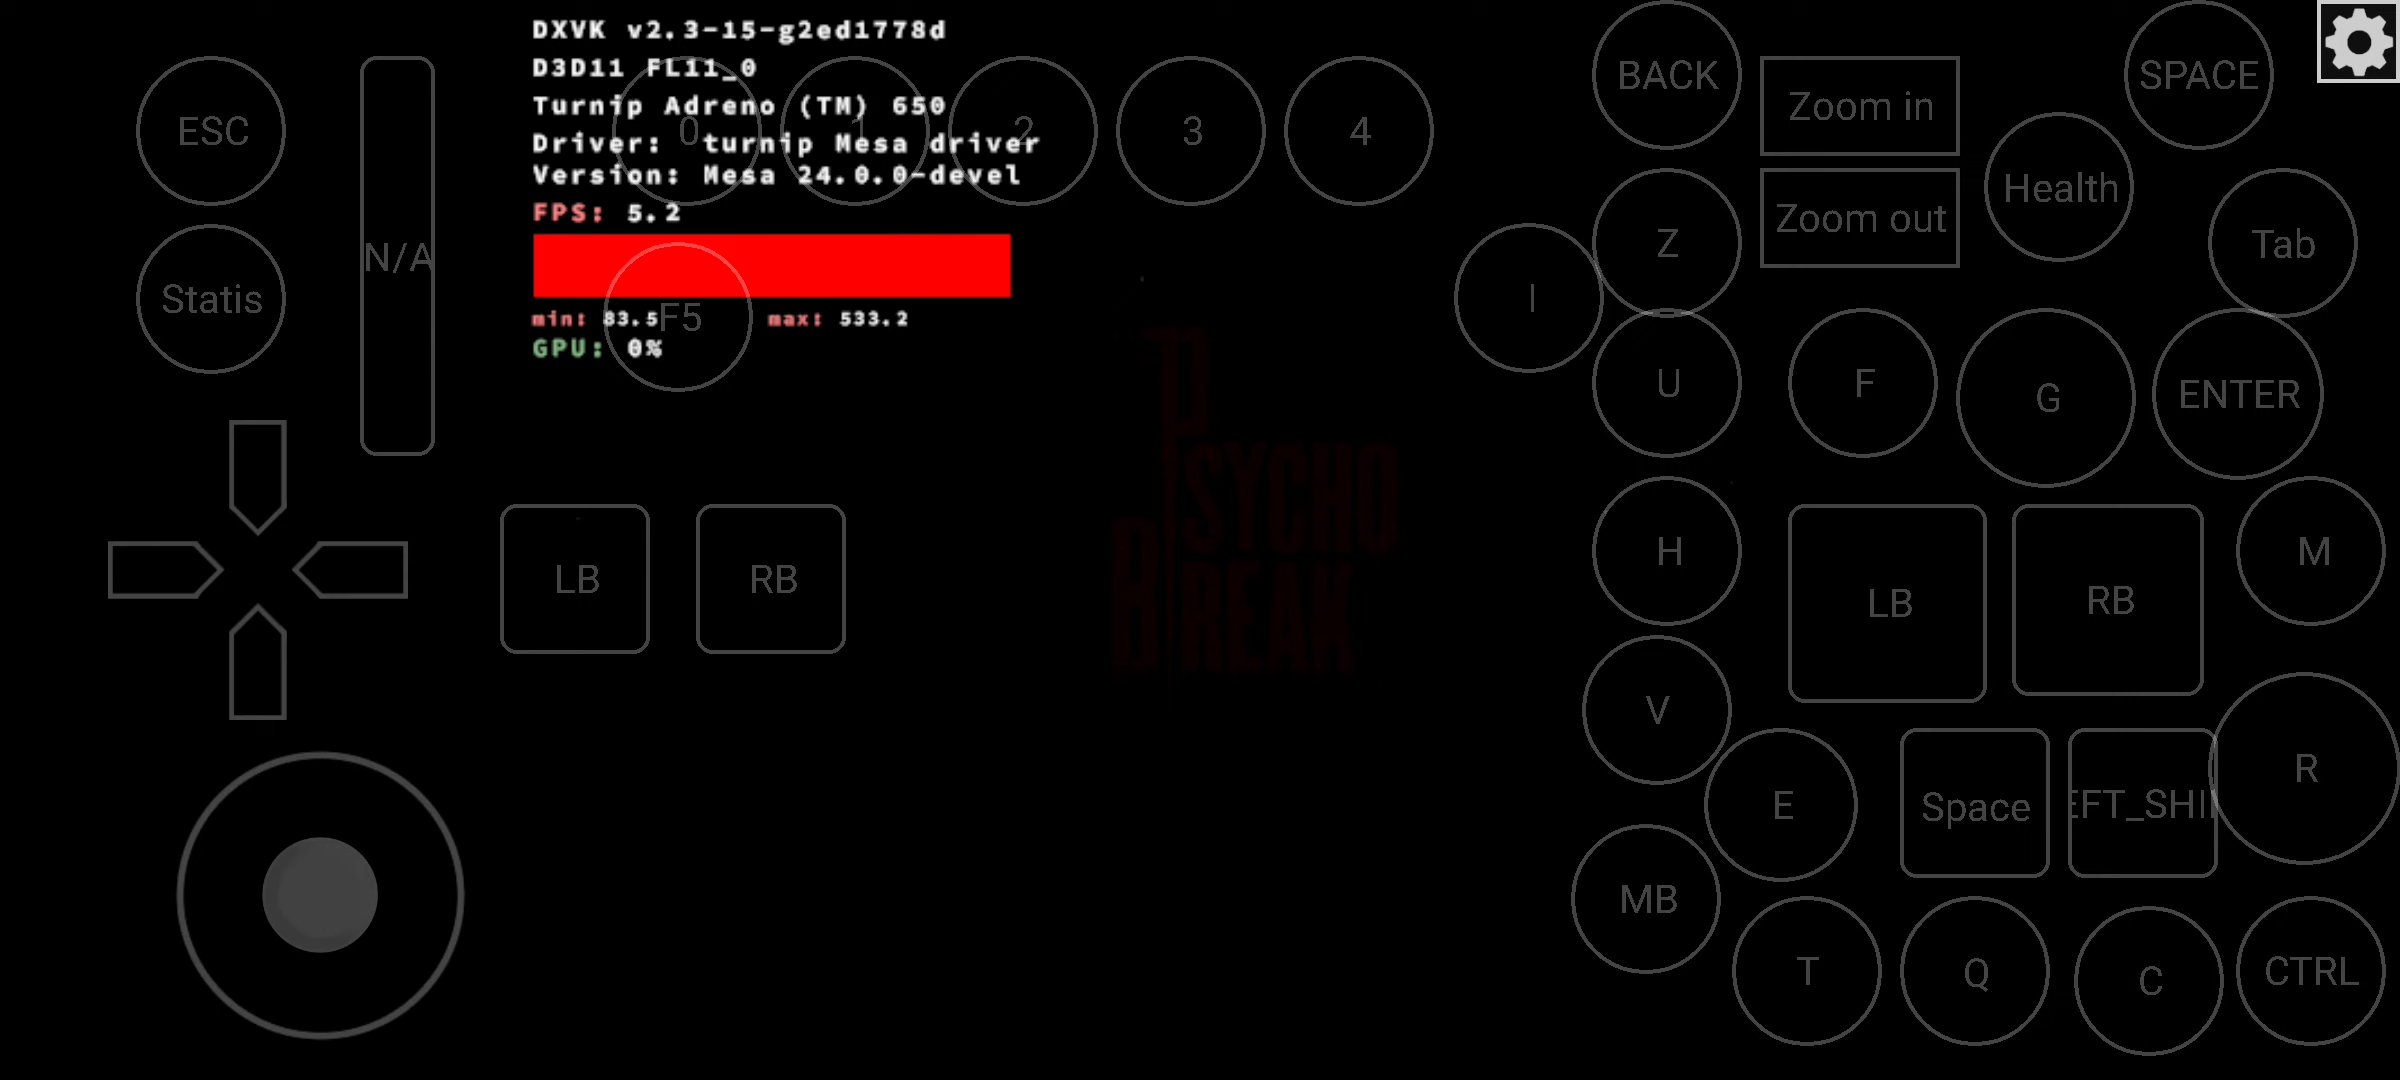 DXVK v2.3-15-g2ed1778d
D3D11 FL11_0
Turnip Adreno (TM) 650
Driver: turnip Mesa driver
Version: Mesa 24.0.0-devel
FPS: 5.2
min: 83.5 max: 533.2
GPU: 0%
ESC
0
1
2
3
4
BACK
Zoom in
SPACE
Statis
N/A
F5
I
Z
Zoom out
Health
Tab
U
F
G
ENTER
PSYCHO
BREAK
LB
RB
H
LB
RB
M
V
E
Space
EFT_SHI
R
MB
T
Q
C
CTRL